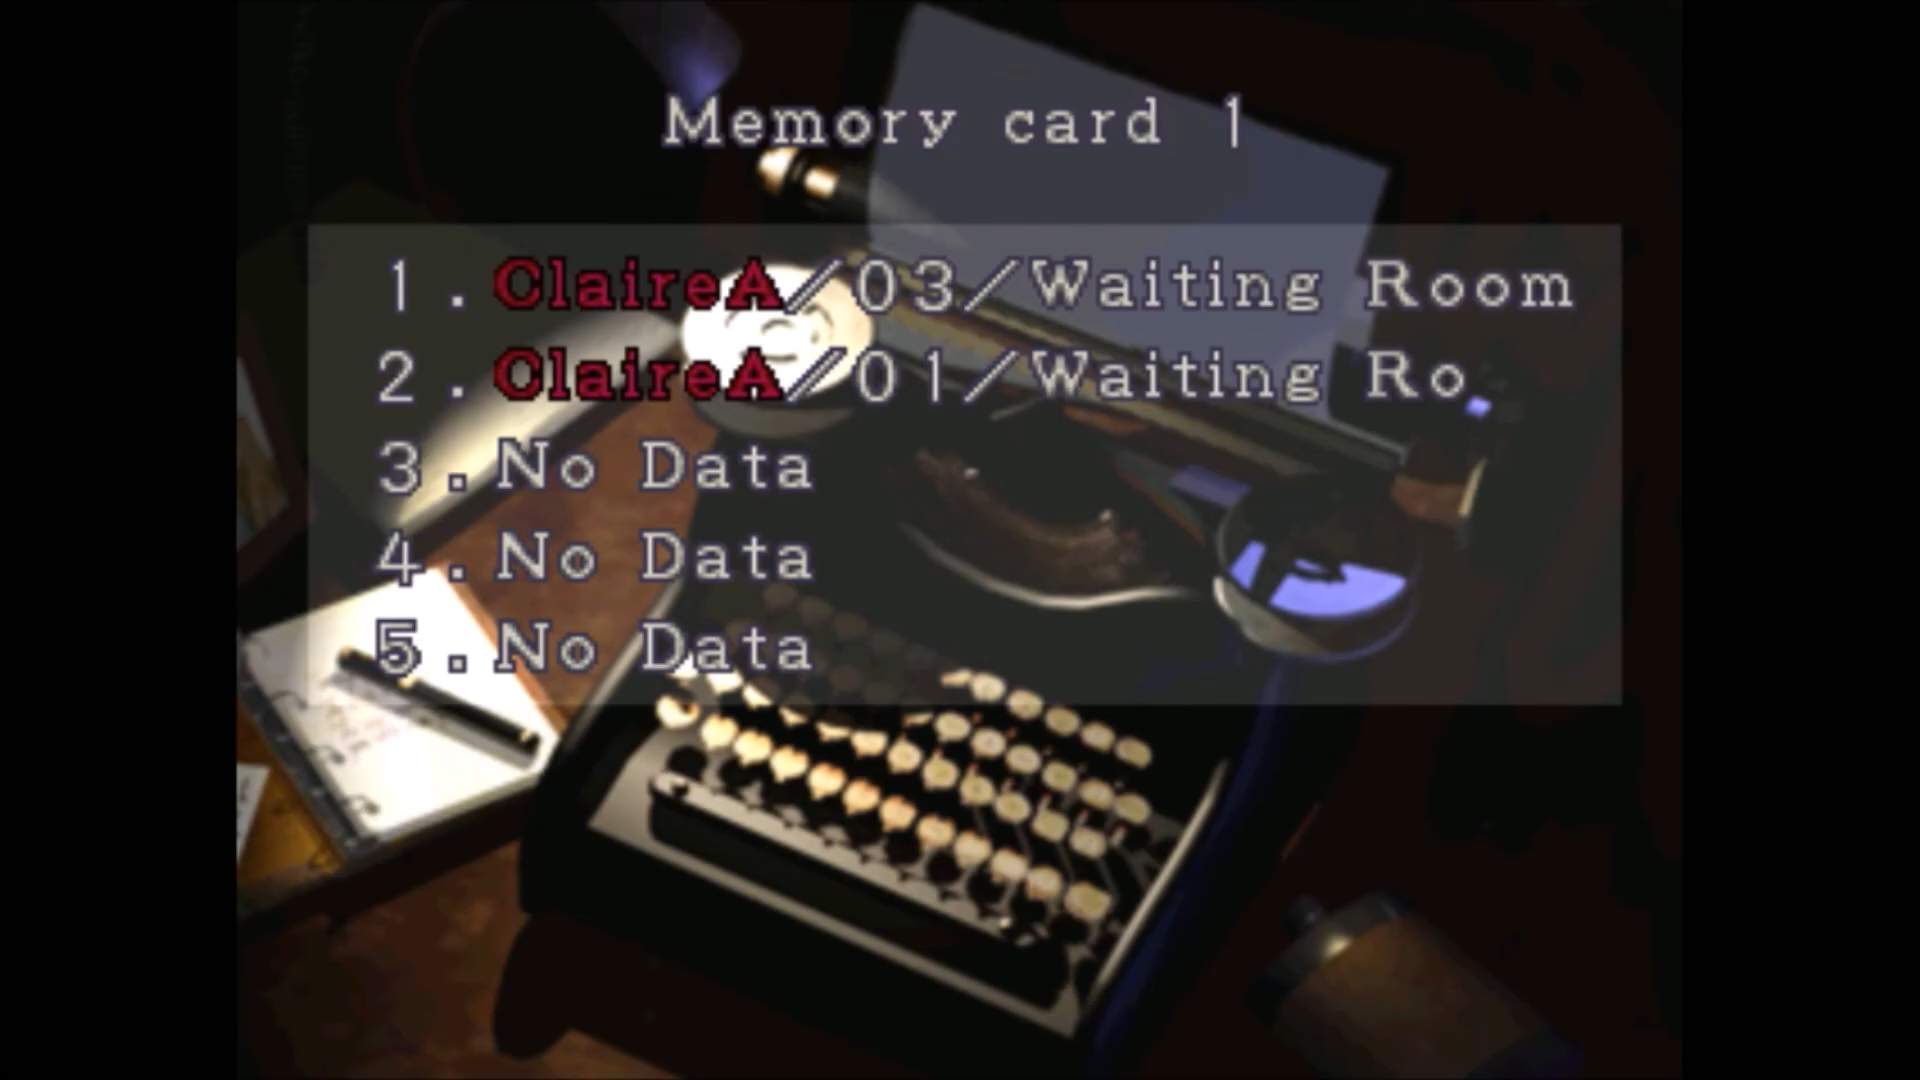 Memory card 1
1.ClaireA/03/Waiting Room
2.ClaireA/01/Waiting Ro
3.No Data
4.No Data
5.No Data